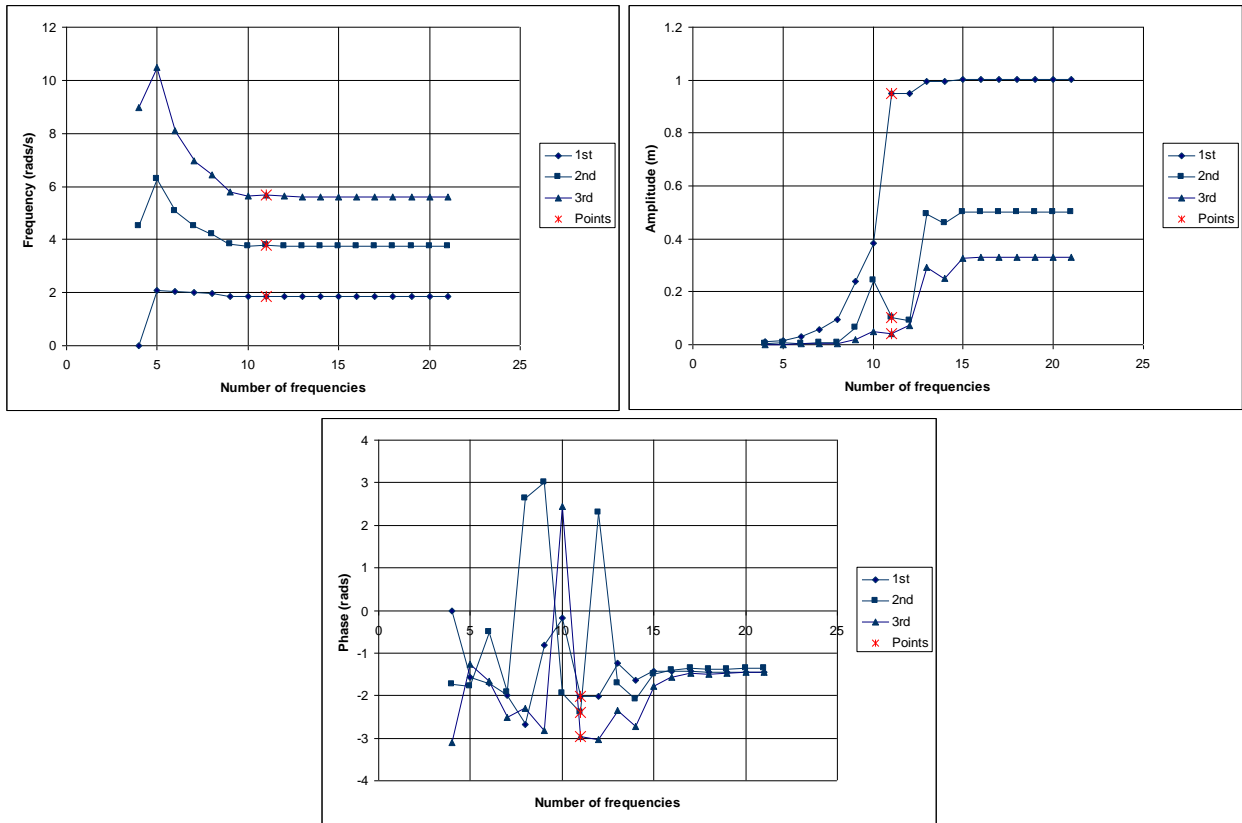 12
10
8
6
4
2
0
0 5 10 15 20 25
Frequency (rads/s)
Number of frequencies
1st
2nd
3rd
Points
1.2
1
0.8
0.6
0.4
0.2
0
0 5 10 15 20 25
Amplitude (m)
Number of frequencies
1st
2nd
3rd
Points
4
3
2
1
0
-1
-2
-3
-4
0 5 10 15 20 25
Phase (rads)
Number of frequencies
1st
2nd
3rd
Points